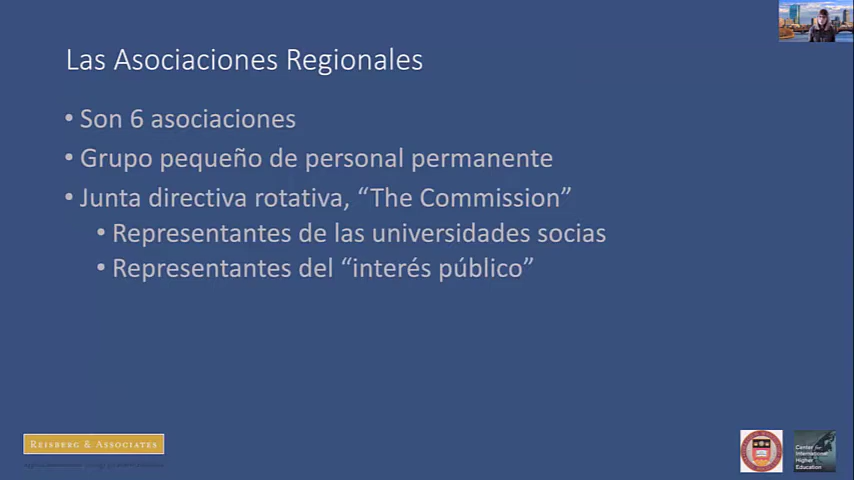 Las Asociaciones Regionales
• Son 6 asociaciones
• Grupo pequeño de personal permanente
• Junta directiva rotativa, “The Commission”
• Representantes de las universidades socias
• Representantes del “interés público”
REISBERG & ASSOCIATES
Center for
International
Higher
Education